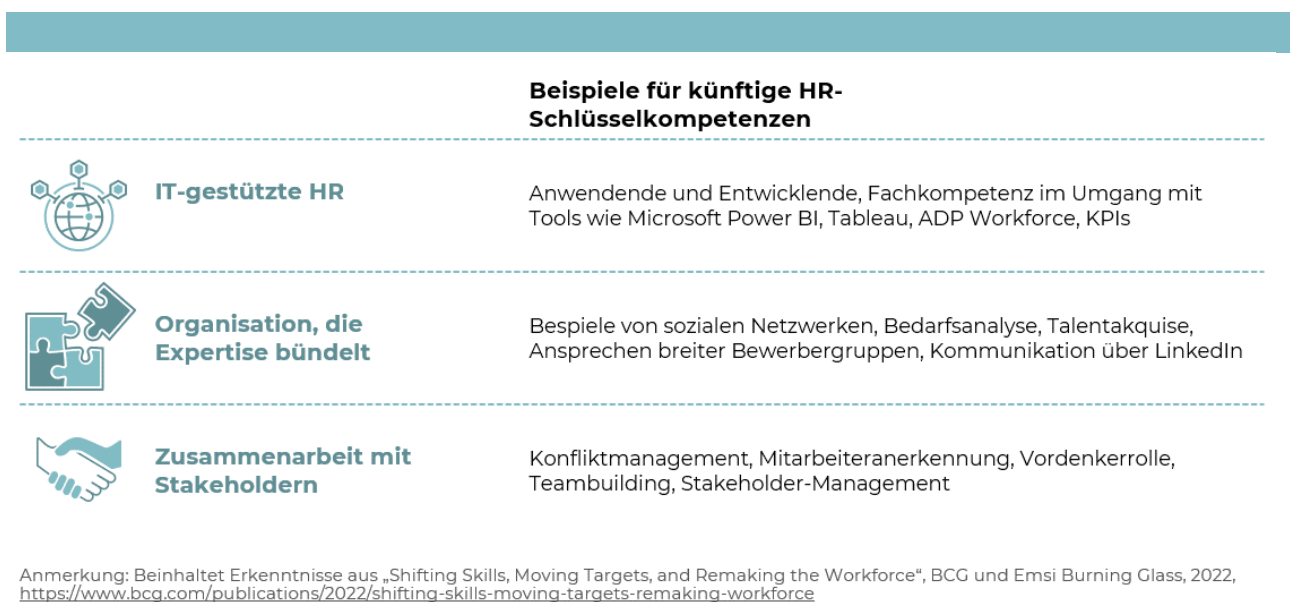 Beispiele für künftige HR-
Schlüsselkompetenzen
IT-gestützte HR
Anwendende und Entwicklende, Fachkompetenz im Umgang mit
Tools wie Microsoft Power BI, Tableau, ADP Workforce, KPIs
Organisation, die
Expertise bündelt
Bespiele von sozialen Netzwerken, Bedarfsanalyse, Talentakquise,
Ansprechen breiter Bewerbergruppen, Kommunikation über LinkedIn
Zusammenarbeit mit
Stakeholdern
Konfliktmanagement, Mitarbeiteranerkennung, Vordenkerrolle,
Teambuilding, Stakeholder-Management
Anmerkung: Beinhaltet Erkenntnisse aus „Shifting Skills, Moving Targets, and Remaking the Workforce“, BCG und Emsi Burning Glass, 2022,
https://www.bcg.com/publications/2022/shifting-skills-moving-targets-remaking-workforce